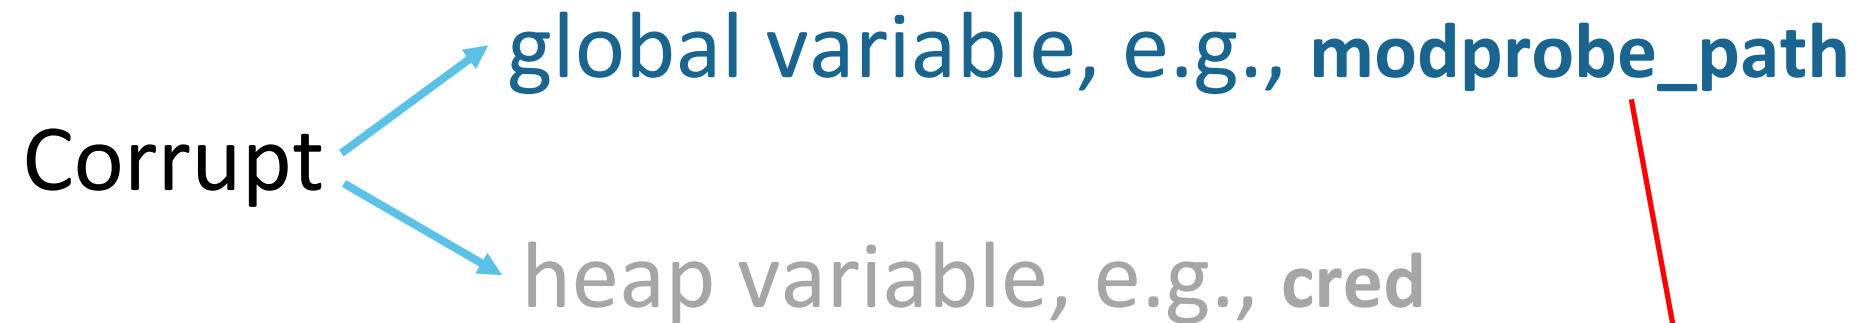 global variable, e.g., modprobe_path
Corrupt
heap variable, e.g., cred